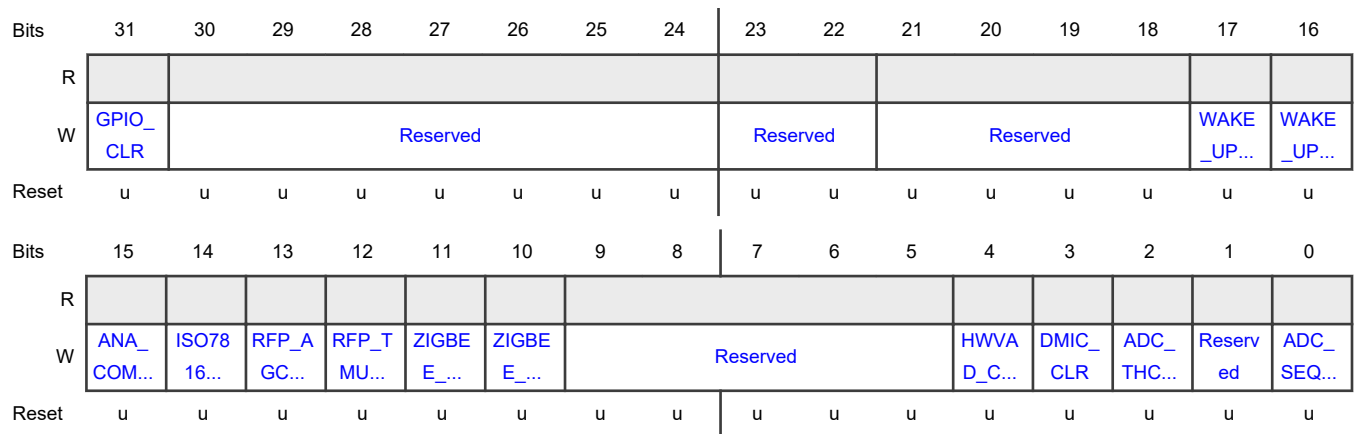 Bits 31 30 29 28 27 26 25 24 23 22 21 20 19 18 17 16
R
W GPIO_ CLR Reserved Reserved Reserved WAKE _UP... WAKE _UP...
Reset u u u u u u u u u u u u u u u u
Bits 15 14 13 12 11 10 9 8 7 6 5 4 3 2 1 0
R
W ANA_ COM... ISO78 16... RFP_A GC... RFP_T MU... ZIGBE E_... ZIGBE E_... Reserved HWVA D_C... DMIC_ CLR ADC_ THC... Reserv ed ADC_ SEQ...
Reset u u u u u u u u u u u u u u u u